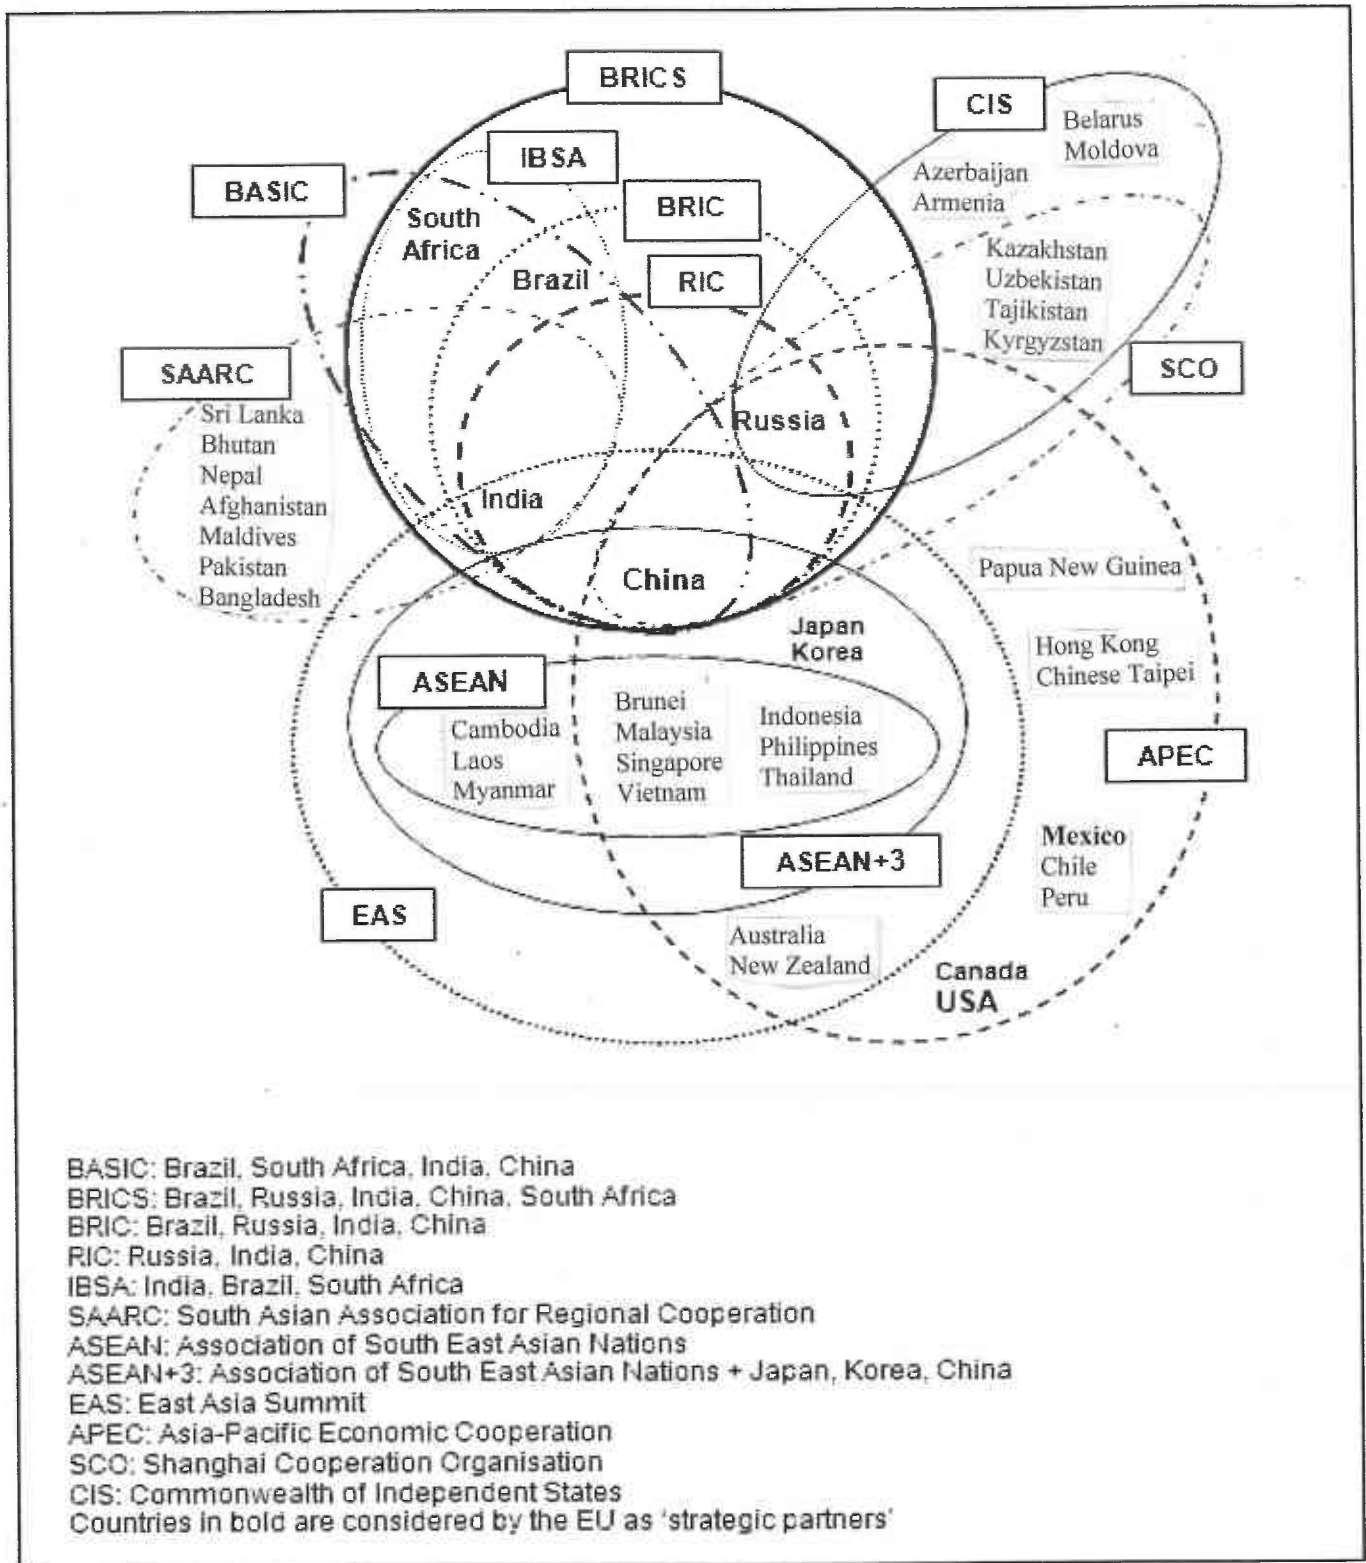 BRICS
CIS
Belarus
Moldova
IBSA
Azerbaijan
Armenia
BASIC
BRIC
South
Africa
Kazakhstan
Uzbekistan
Tajikistan
Kyrgyzstan
Brazil
RIC
SAARC
SCO
Sri Lanka
Bhutan
Nepal
Afghanistan
Maldives
Pakistan
Bangladesh
Russia
India
China
Papua New Guinea
Japan
Korea
Hong Kong
Chinese Taipei
ASEAN
Cambodia
Laos
Myanmar
Brunei
Malaysia
Singapore
Vietnam
Indonesia
Philippines
Thailand
APEC
Mexico
Chile
Peru
ASEAN+3
EAS
Australia
New Zealand
Canada
USA
BASIC: Brazil, South Africa, India, China
BRICS: Brazil, Russia, India, China, South Africa
BRIC: Brazil, Russia, India, China
RIC: Russia, India, China
IBSA: India, Brazil, South Africa
SAARC: South Asian Association for Regional Cooperation
ASEAN: Association of South East Asian Nations
ASEAN+3: Association of South East Asian Nations + Japan, Korea, China
EAS: East Asia Summit
APEC: Asia-Pacific Economic Cooperation
SCO: Shanghai Cooperation Organisation
CIS: Commonwealth of Independent States
Countries in bold are considered by the EU as 'strategic partners'